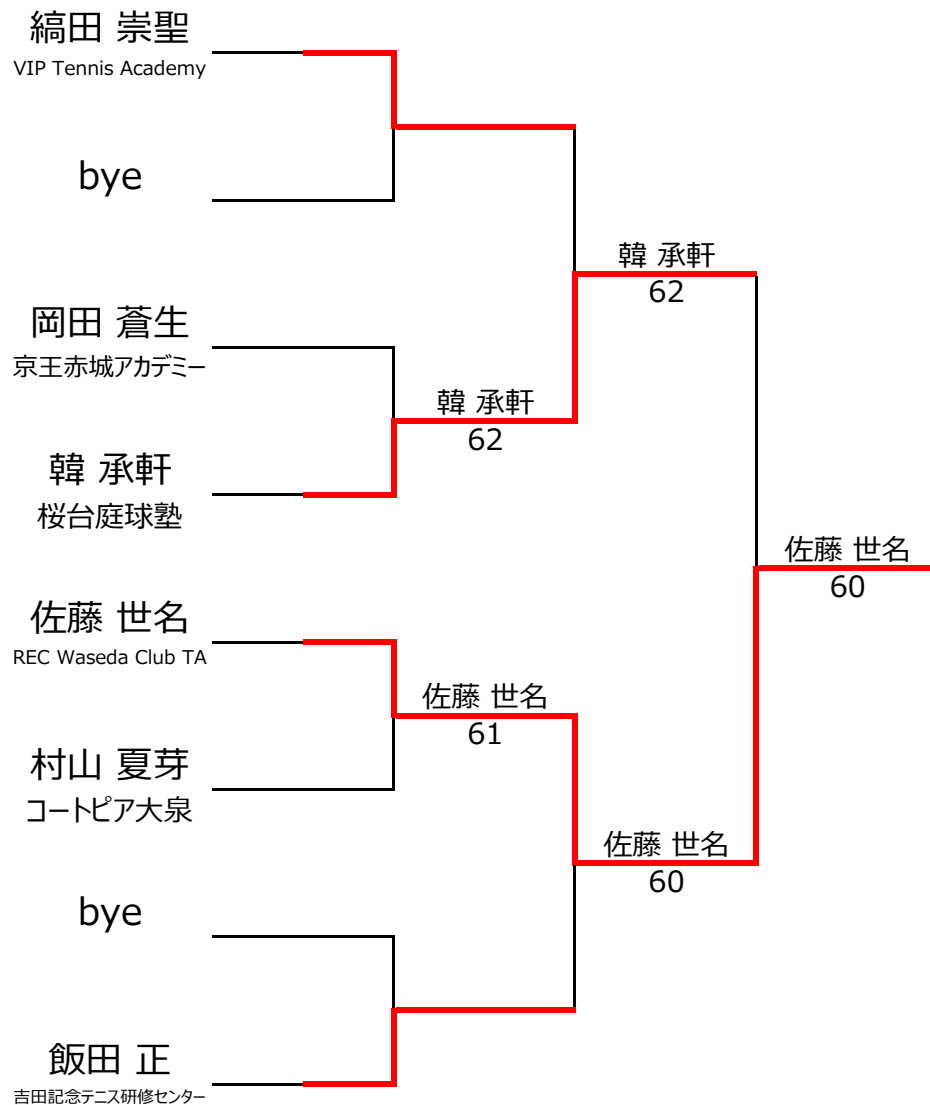 縞田 崇聖
VIP Tennis Academy
bye
韓 承軒
62
岡田 蒼生
京王赤城アカデミー
韓 承軒
62
韓 承軒
桜台庭球塾
佐藤 世名
60
佐藤 世名
REC Waseda Club TA
佐藤 世名
61
村山 夏芽
コートピア大泉
佐藤 世名
60
bye
飯田 正
吉田記念テニス研修センター